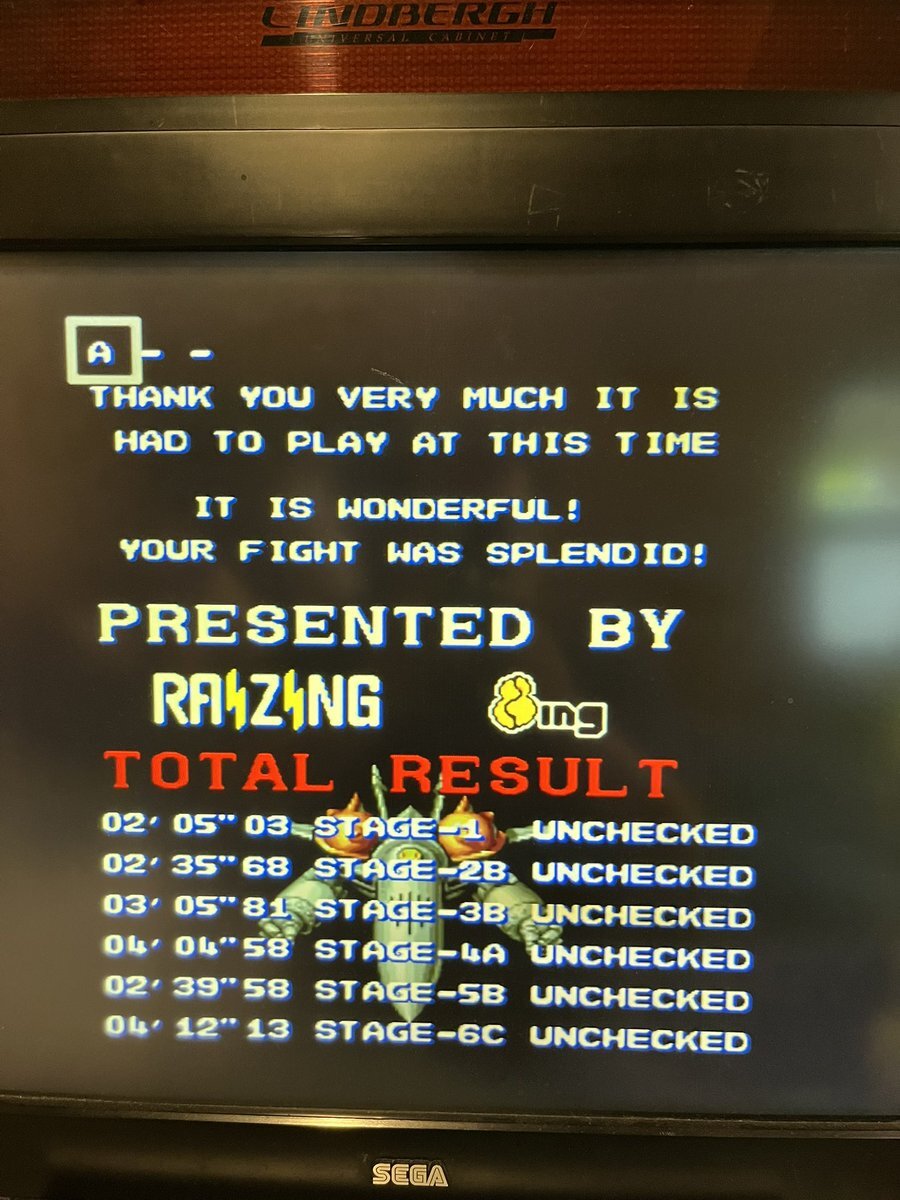 LINDBERGH
UNIVERSAL CABINET
A - -
THANK YOU VERY MUCH IT IS
HAD TO PLAY AT THIS TIME
IT IS WONDERFUL!
YOUR FIGHT WAS SPLENDID!
PRESENTED BY
RAIZING 8ing
TOTAL RESULT
02' 05" 03 STAGE-1 UNCHECKED
02' 35" 68 STAGE-2B UNCHECKED
03' 05" 81 STAGE-3B UNCHECKED
04' 04" 58 STAGE-4A UNCHECKED
02' 39" 58 STAGE-5B UNCHECKED
04' 12" 13 STAGE-6C UNCHECKED
SEGA